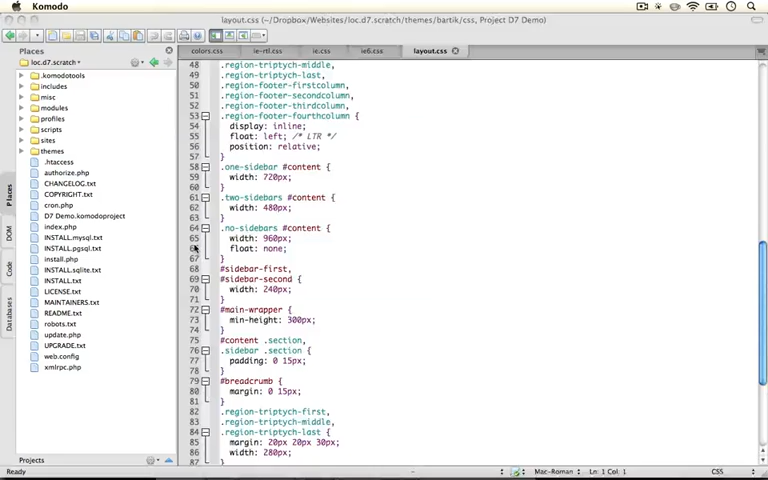 Komodo
layout.css (~/Dropbox/Websites/loc.d7.scratch/themes/bartik/css, Project D7 Demo)
Places
colors.css
ie-rtl.css
ie.css
ie6.css
layout.css
loc.d7.scratch
.komodotools
includes
misc
modules
profiles
scripts
sites
themes
.htaccess
authorize.php
CHANGELOG.txt
COPYRIGHT.txt
cron.php
D7 Demo.komodoproject
index.php
INSTALL.mysql.txt
INSTALL.pgsql.txt
install.php
INSTALL.sqlite.txt
INSTALL.txt
LICENSE.txt
MAINTAINERS.txt
README.txt
robots.txt
update.php
UPGRADE.txt
web.config
xmlrpc.php
Places
DOM
Code
Databases
48 .region-triptych-middle,
49 .region-triptych-last,
50 .region-footer-firstcolumn,
51 .region-footer-secondcolumn,
52 .region-footer-thirdcolumn,
53 .region-footer-fourthcolumn {
54 display: inline;
55 float: left; /* LTR */
56 position: relative;
57 }
58 .one-sidebar #content {
59 width: 720px;
60 }
61 .two-sidebars #content {
62 width: 480px;
63 }
64 .no-sidebars #content {
65 width: 960px;
float: none;
67 }
68 #sidebar-first,
69 #sidebar-second {
70 width: 240px;
71 }
72 #main-wrapper {
73 min-height: 300px;
74 }
75 #content .section,
76 .sidebar .section {
77 padding: 0 15px;
78 }
79 #breadcrumb {
80 margin: 0 15px;
81 }
82 .region-triptych-first,
83 .region-triptych-middle,
84 .region-triptych-last {
85 margin: 20px 20px 30px;
86 width: 280px;
87 }
Projects
Ready
Mac-Roman
Ln: 1 Col: 1
CSS